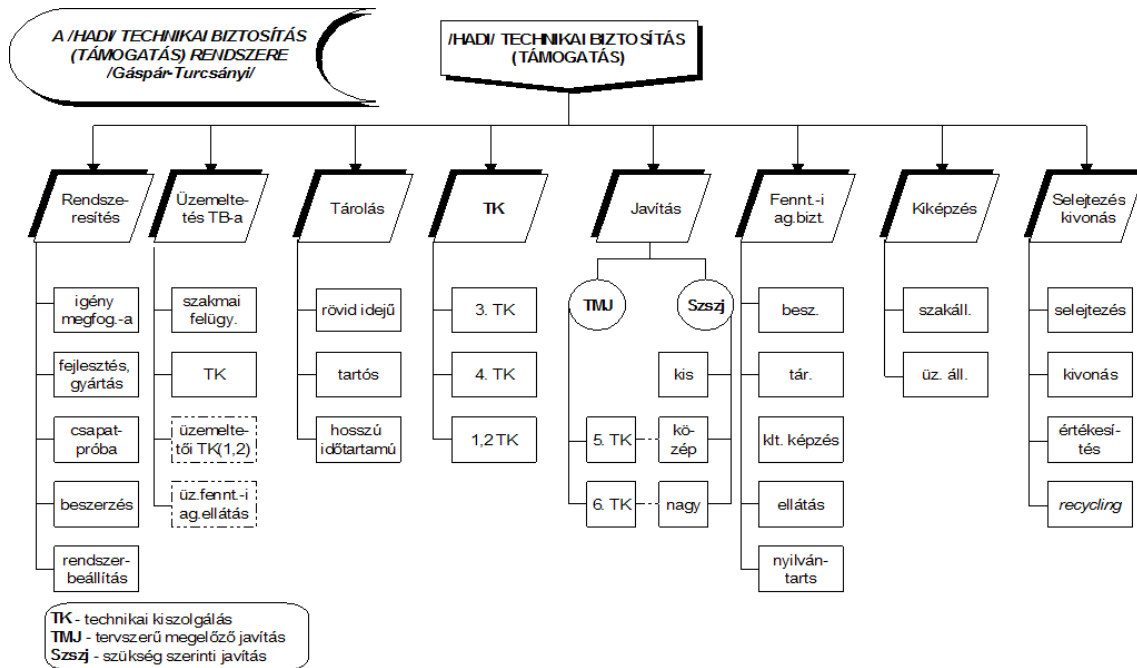 A /HADI/ TECHNIKAI BIZTOSÍTÁS
(TÁMOGATÁS) RENDSZERE
/Gáspár-Turcsányi/
/HADI/ TECHNIKAI BIZTOSÍTÁS
(TÁMOGATÁS)
Rendsze-
resítés
igény
megfog.-a
fejlesztés,
gyártás
csapat-
próba
beszerzés
rendszer-
beállítás
Üzemelte-
tés TB-a
szakmai
felügy.
TK
üzemelte-
tői TK(1,2)
üz.fennt.-i
ag.ellátás
Tárolás
rövid idejű
tartós
hosszú
időtartamú
TK
3. TK
4. TK
1,2 TK
Javítás
TMJ
5. TK
6. TK
Szszj
kis
kö-
zép
nagy
Fennt.-i
ag.bizt.
besz.
tár.
klt. képzés
ellátás
nyilván-
tarts
Kiképzés
szakáll.
üz. áll.
Selejtezés
kivonás
selejtezés
kivonás
értékesí-
tés
recycling
TK - technikai kiszolgálás
TMJ - tervszerű megelőző javítás
Szszj - szükség szerinti javítás